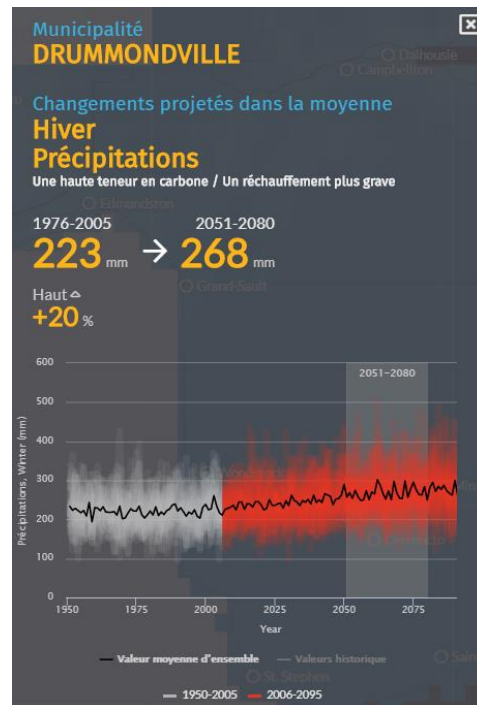 Municipalité
DRUMMONDVILLE
Dalhousie
Campbellton
Changements projetés dans la moyenne
Hiver
Précipitations
Une haute teneur en carbone / Un réchauffement plus grave
Edmundston
1976-2005 2051-2080
223 mm → 268 mm
Haut
Grand-Sault
+20 %
600
2051-2080
500
400
300
200
100
0
Précipitations, Winter (mm)
1950 1975 2000 2025 2050 2075
Year
Valeur moyenne d'ensemble Valeurs historique
St. Stephen
1950-2005 2006-2095